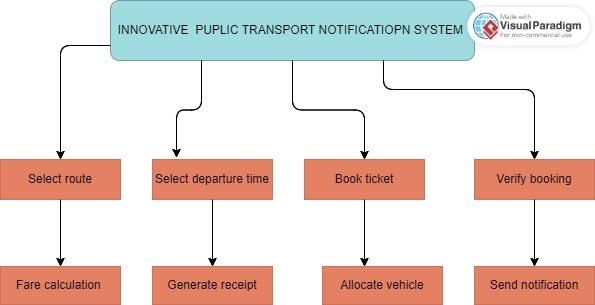 INNOVATIVE PUPLIC TRANSPORT NOTIFICATIOPN SYSTEM
Made with
Visual Paradigm
For non-commercial use
Select route
Select departure time
Book ticket
Verify booking
Fare calculation
Generate receipt
Allocate vehicle
Send notification